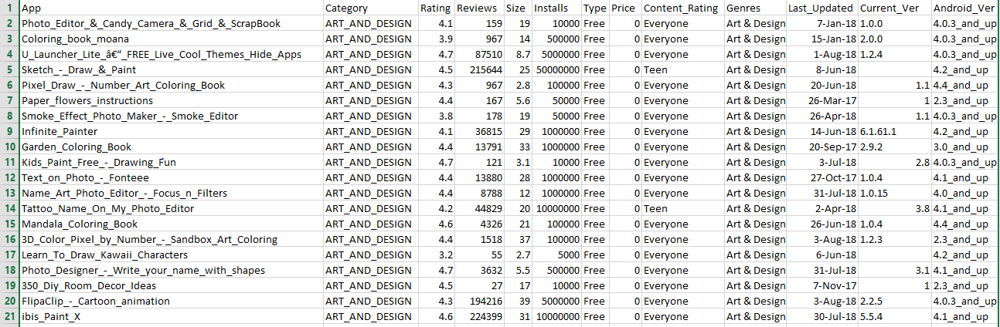 1 App Category Rating Reviews Size Installs Type Price Content_Rating Genres Last_Updated Current_Ver Android_Ver
2 Photo_Editor_&_Candy_Camera_&_Grid_&_ScrapBook ART_AND_DESIGN 4.1 159 19 10000 Free 0 Everyone Art & Design 7-Jan-18 1.0.0 4.0.3_and_up
3 Coloring_book_moana ART_AND_DESIGN 3.9 967 14 500000 Free 0 Everyone Art & Design 15-Jan-18 2.0.0 4.0.3_and_up
4 U_Launcher_Lite_â€“_FREE_Live_Cool_Themes_Hide_Apps ART_AND_DESIGN 4.7 87510 8.7 5000000 Free 0 Everyone Art & Design 1-Aug-18 1.2.4 4.0.3_and_up
5 Sketch_-_Draw_&_Paint ART_AND_DESIGN 4.5 215644 25 50000000 Free 0 Teen Art & Design 8-Jun-18 4.2_and_up
6 Pixel_Draw_-_Number_Art_Coloring_Book ART_AND_DESIGN 4.3 967 2.8 100000 Free 0 Everyone Art & Design 20-Jun-18 1.1 4.4_and_up
7 Paper_flowers_instructions ART_AND_DESIGN 4.4 167 5.6 50000 Free 0 Everyone Art & Design 26-Mar-17 1 2.3_and_up
8 Smoke_Effect_Photo_Maker_-_Smoke_Editor ART_AND_DESIGN 3.8 178 19 50000 Free 0 Everyone Art & Design 26-Apr-18 1.1 4.0.3_and_up
9 Infinite_Painter ART_AND_DESIGN 4.1 36815 29 1000000 Free 0 Everyone Art & Design 14-Jun-18 6.1.61.1 4.2_and_up
10 Garden_Coloring_Book ART_AND_DESIGN 4.4 13791 33 1000000 Free 0 Everyone Art & Design 20-Sep-17 2.9.2 3.0_and_up
11 Kids_Paint_Free_-_Drawing_Fun ART_AND_DESIGN 4.7 121 3.1 10000 Free 0 Everyone Art & Design 3-Jul-18 2.8 4.0.3_and_up
12 Text_on_Photo_-_Fonteee ART_AND_DESIGN 4.4 13880 28 1000000 Free 0 Everyone Art & Design 27-Oct-17 1.0.4 4.1_and_up
13 Name_Art_Photo_Editor_-_Focus_n_Filters ART_AND_DESIGN 4.4 8788 12 1000000 Free 0 Everyone Art & Design 31-Jul-18 1.0.15 4.0_and_up
14 Tattoo_Name_On_My_Photo_Editor ART_AND_DESIGN 4.2 44829 20 10000000 Free 0 Teen Art & Design 2-Apr-18 3.8 4.1_and_up
15 Mandala_Coloring_Book ART_AND_DESIGN 4.6 4326 21 100000 Free 0 Everyone Art & Design 26-Jun-18 1.0.4 4.4_and_up
16 3D_Color_Pixel_by_Number_-_Sandbox_Art_Coloring ART_AND_DESIGN 4.4 1518 37 100000 Free 0 Everyone Art & Design 3-Aug-18 1.2.3 2.3_and_up
17 Learn_To_Draw_Kawaii_Characters ART_AND_DESIGN 3.2 55 2.7 5000 Free 0 Everyone Art & Design 6-Jun-18 4.2_and_up
18 Photo_Designer_-_Write_your_name_with_shapes ART_AND_DESIGN 4.7 3632 5.5 500000 Free 0 Everyone Art & Design 31-Jul-18 3.1 4.1_and_up
19 350_Diy_Room_Decor_Ideas ART_AND_DESIGN 4.5 27 17 10000 Free 0 Everyone Art & Design 7-Nov-17 1 2.3_and_up
20 FlipaClip_-_Cartoon_animation ART_AND_DESIGN 4.3 194216 39 5000000 Free 0 Everyone Art & Design 3-Aug-18 2.2.5 4.0.3_and_up
21 ibis_Paint_X ART_AND_DESIGN 4.6 224399 31 10000000 Free 0 Everyone Art & Design 30-Jul-18 5.5.4 4.1_and_up